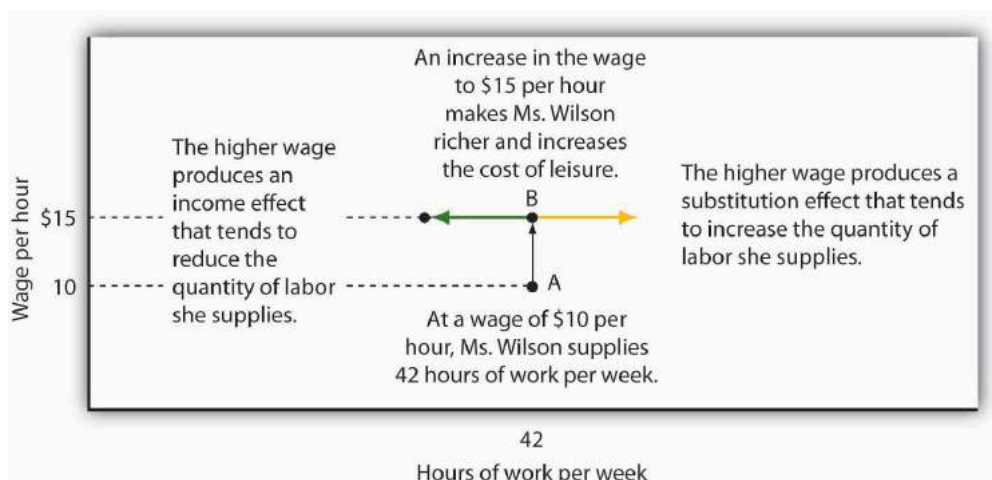 An increase in the wage
to $15 per hour
makes Ms. Wilson
richer and increases
the cost of leisure.
The higher wage
produces an
income effect
that tends to
reduce the
quantity of labor
she supplies.
The higher wage produces a
substitution effect that tends
to increase the quantity of
labor she supplies.
B
$15
Wage per hour
10
A
At a wage of $10 per
hour, Ms. Wilson supplies
42 hours of work per week.
42
Hours of work per week